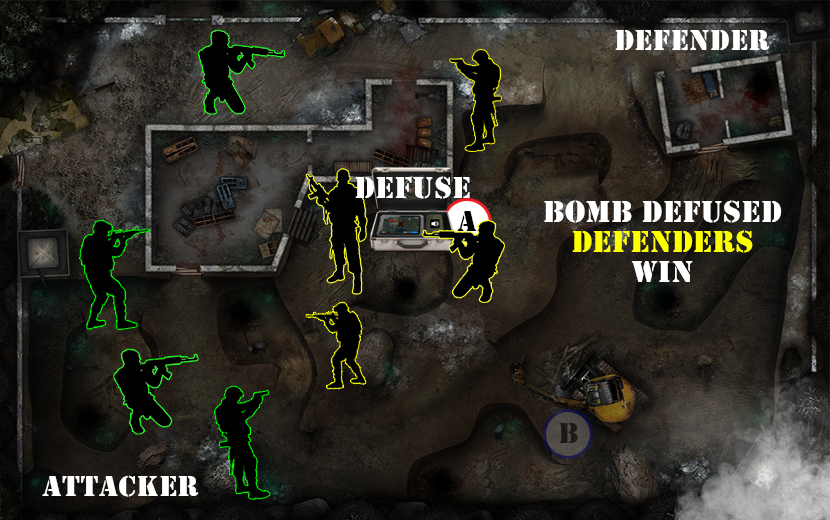 DEFENDER
DEFUSE
A
BOMB DEFUSED
DEFENDERS
WIN
B
ATTACKER